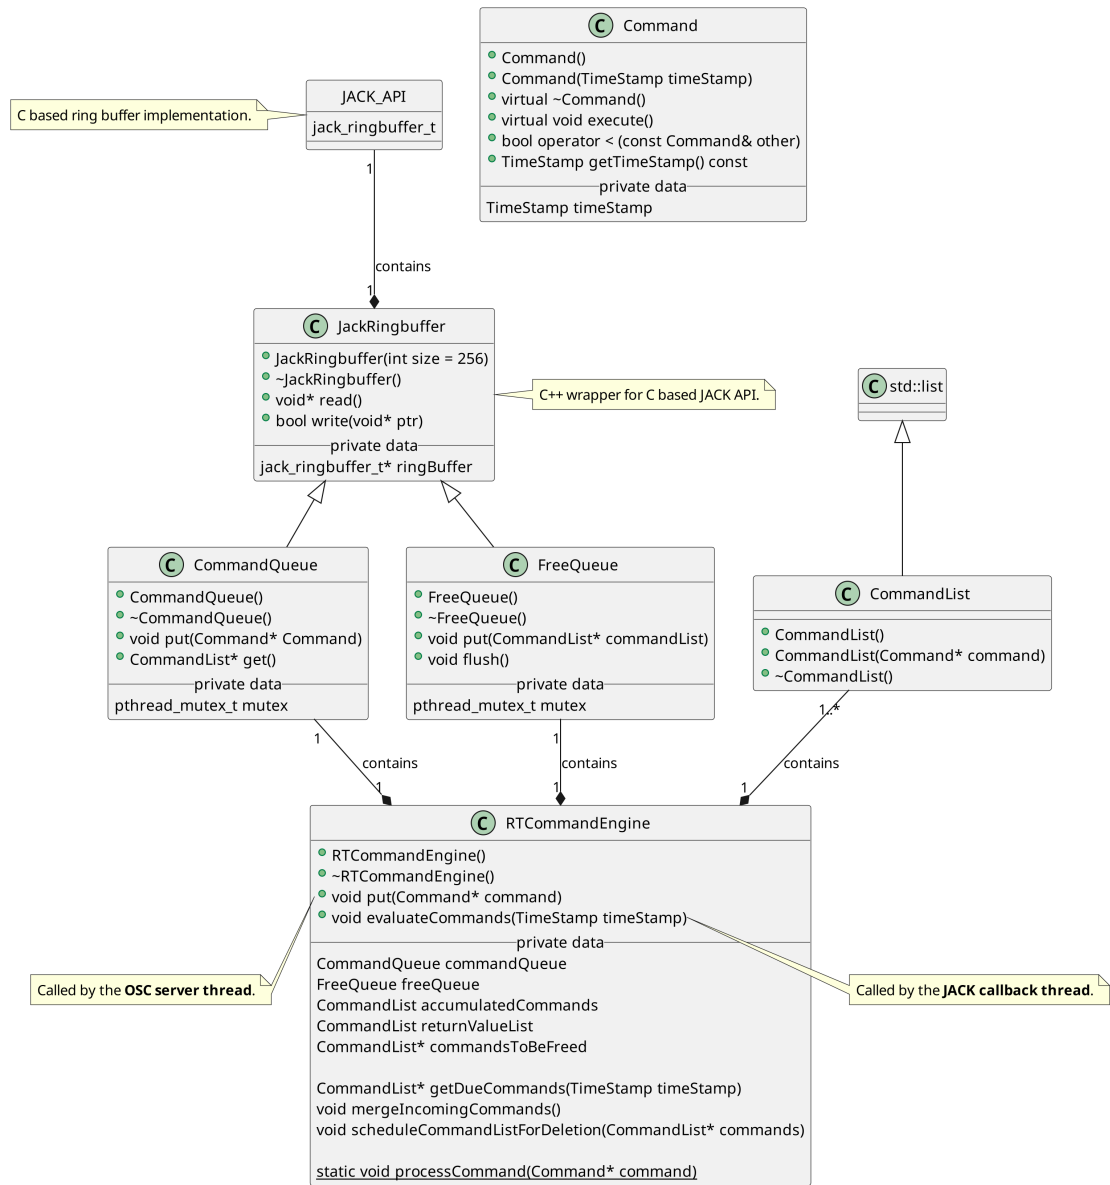 C
Command
Command()
Command(TimeStamp timeStamp)
virtual ~Command()
virtual void execute()
bool operator < (const Command& other)
TimeStamp getTimeStamp() const
private data
TimeStamp timeStamp
C based ring buffer implementation.
JACK_API
jack_ringbuffer_t
1
contains
1
C
JackRingbuffer
JackRingbuffer(int size = 256)
~JackRingbuffer()
void* read()
bool write(void* ptr)
private data
jack_ringbuffer_t* ringBuffer
C++ wrapper for C based JACK API.
C
std::list
C
CommandQueue
CommandQueue()
~CommandQueue()
void put(Command* Command)
CommandList* get()
private data
pthread_mutex_t mutex
C
FreeQueue
FreeQueue()
~FreeQueue()
void put(CommandList* commandList)
void flush()
private data
pthread_mutex_t mutex
C
CommandList
CommandList()
CommandList(Command* command)
~CommandList()
1
contains
1
1
contains
1
1..*
contains
1
C
RTCommandEngine
RTCommandEngine()
~RTCommandEngine()
void put(Command* command)
void evaluateCommands(TimeStamp timeStamp)
private data
CommandQueue commandQueue
FreeQueue freeQueue
CommandList accumulatedCommands
CommandList returnValueList
CommandList* commandsToBeFreed
CommandList* getDueCommands(TimeStamp timeStamp)
void mergeIncomingCommands()
void scheduleCommandListForDeletion(CommandList* commands)
static void processCommand(Command* command)
Called by the OSC server thread.
Called by the JACK callback thread.